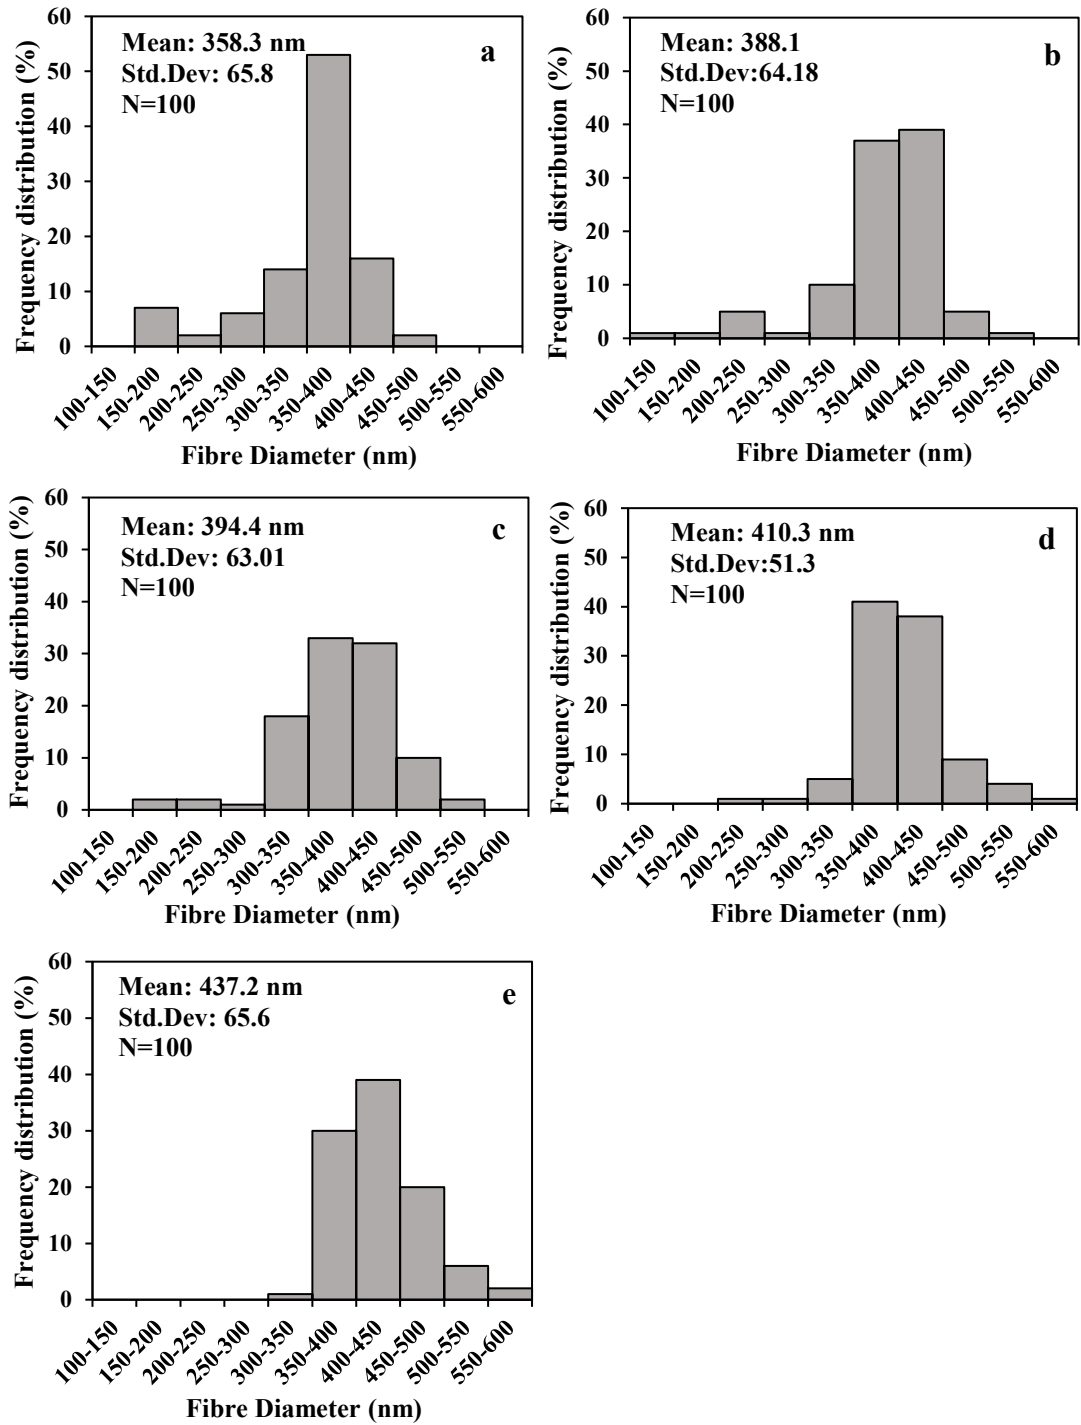 Frequency distribution (%)
60
50
40
30
20
10
0
Mean: 358.3 nm
Std.Dev: 65.8
N=100
a
100-150
150-200
200-250
250-300
300-350
350-400
400-450
450-500
500-550
550-600
Fibre Diameter (nm)
Frequency distribution (%)
60
50
40
30
20
10
0
Mean: 388.1
Std.Dev:64.18
N=100
b
100-150
150-200
200-250
250-300
300-350
350-400
400-450
450-500
500-550
550-600
Fibre Diameter (nm)
Frequency distribution (%)
60
50
40
30
20
10
0
Mean: 394.4 nm
Std.Dev: 63.01
N=100
c
100-150
150-200
200-250
250-300
300-350
350-400
400-450
450-500
500-550
550-600
Fibre Diameter (nm)
Frequency distribution (%)
60
50
40
30
20
10
0
Mean: 410.3 nm
Std.Dev:51.3
N=100
d
100-150
150-200
200-250
250-300
300-350
350-400
400-450
450-500
500-550
550-600
Fibre Diameter (nm)
Frequency distribution (%)
60
50
40
30
20
10
0
Mean: 437.2 nm
Std.Dev: 65.6
N=100
e
100-150
150-200
200-250
250-300
300-350
350-400
400-450
450-500
500-550
550-600
Fibre Diameter (nm)